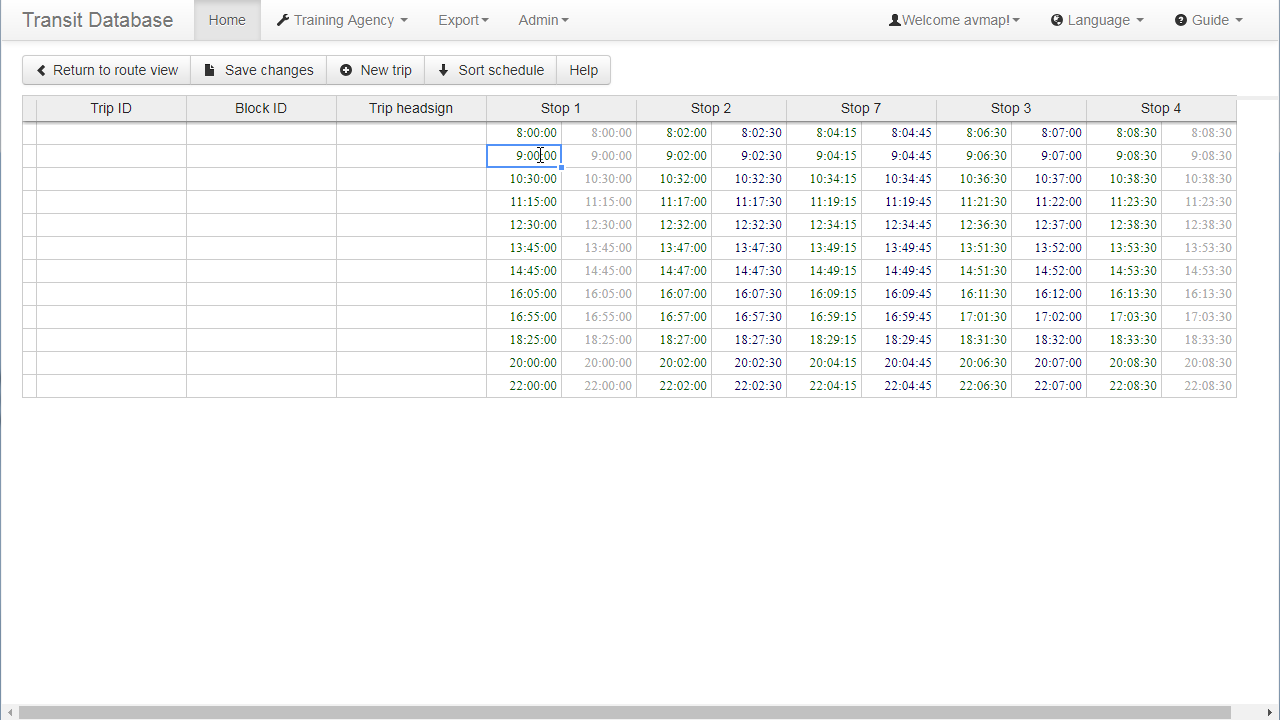 Transit Database Home Training Agency Export Admin Welcome avmap! Language Guide
Return to route view Save changes New trip Sort schedule Help
Trip ID Block ID Trip headsign Stop 1 Stop 2 Stop 7 Stop 3 Stop 4
8:00:00 8:00:00 8:02:00 8:02:30 8:04:15 8:04:45 8:06:30 8:07:00 8:08:30 8:08:30
9:00:00 9:00:00 9:02:00 9:02:30 9:04:15 9:04:45 9:06:30 9:07:00 9:08:30 9:08:30
10:30:00 10:30:00 10:32:00 10:32:30 10:34:15 10:34:45 10:36:30 10:37:00 10:38:30 10:38:30
11:15:00 11:15:00 11:17:00 11:17:30 11:19:15 11:19:45 11:21:30 11:22:00 11:23:30 11:23:30
12:30:00 12:30:00 12:32:00 12:32:30 12:34:15 12:34:45 12:36:30 12:37:00 12:38:30 12:38:30
13:45:00 13:45:00 13:47:00 13:47:30 13:49:15 13:49:45 13:51:30 13:52:00 13:53:30 13:53:30
14:45:00 14:45:00 14:47:00 14:47:30 14:49:15 14:49:45 14:51:30 14:52:00 14:53:30 14:53:30
16:05:00 16:05:00 16:07:00 16:07:30 16:09:15 16:09:45 16:11:30 16:12:00 16:13:30 16:13:30
16:55:00 16:55:00 16:57:00 16:57:30 16:59:15 16:59:45 17:01:30 17:02:00 17:03:30 17:03:30
18:25:00 18:25:00 18:27:00 18:27:30 18:29:15 18:29:45 18:31:30 18:32:00 18:33:30 18:33:30
20:00:00 20:00:00 20:02:00 20:02:30 20:04:15 20:04:45 20:06:30 20:07:00 20:08:30 20:08:30
22:00:00 22:00:00 22:02:00 22:02:30 22:04:15 22:04:45 22:06:30 22:07:00 22:08:30 22:08:30